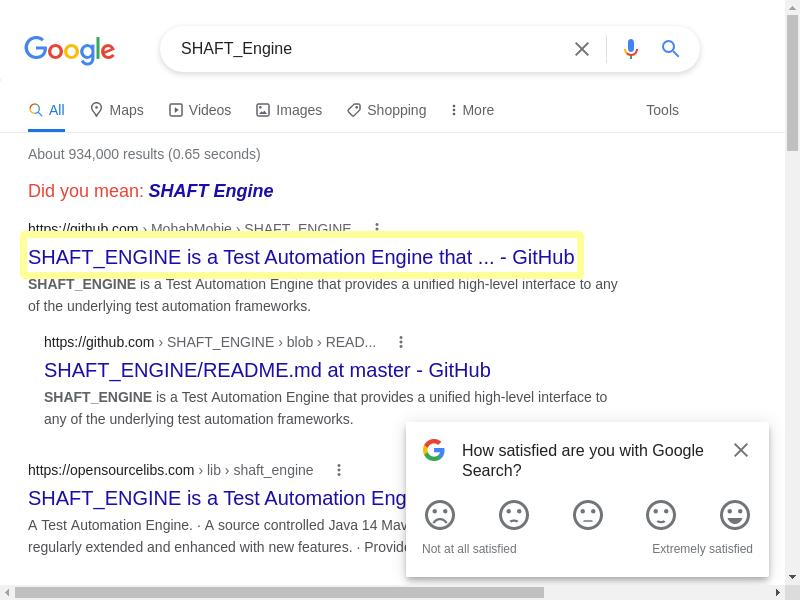 Google
SHAFT_Engine
All
Maps
Videos
Images
Shopping
More
Tools
About 934,000 results (0.65 seconds)
Did you mean: SHAFT Engine
https://github.com › MohabMohie › SHAFT_ENGINE
SHAFT_ENGINE is a Test Automation Engine that ... - GitHub
SHAFT_ENGINE is a Test Automation Engine that provides a unified high-level interface to any
of the underlying test automation frameworks.
https://github.com › SHAFT_ENGINE › blob › READ...
SHAFT_ENGINE/README.md at master - GitHub
SHAFT_ENGINE is a Test Automation Engine that provides a unified high-level interface to
any of the underlying test automation frameworks.
https://opensourcelibs.com › lib › shaft_engine
SHAFT_ENGINE is a Test Automation Eng
A Test Automation Engine. · A source controlled Java 14 Mav
regularly extended and enhanced with new features. · Provide
How satisfied are you with Google
Search?
Not at all satisfied
Extremely satisfied